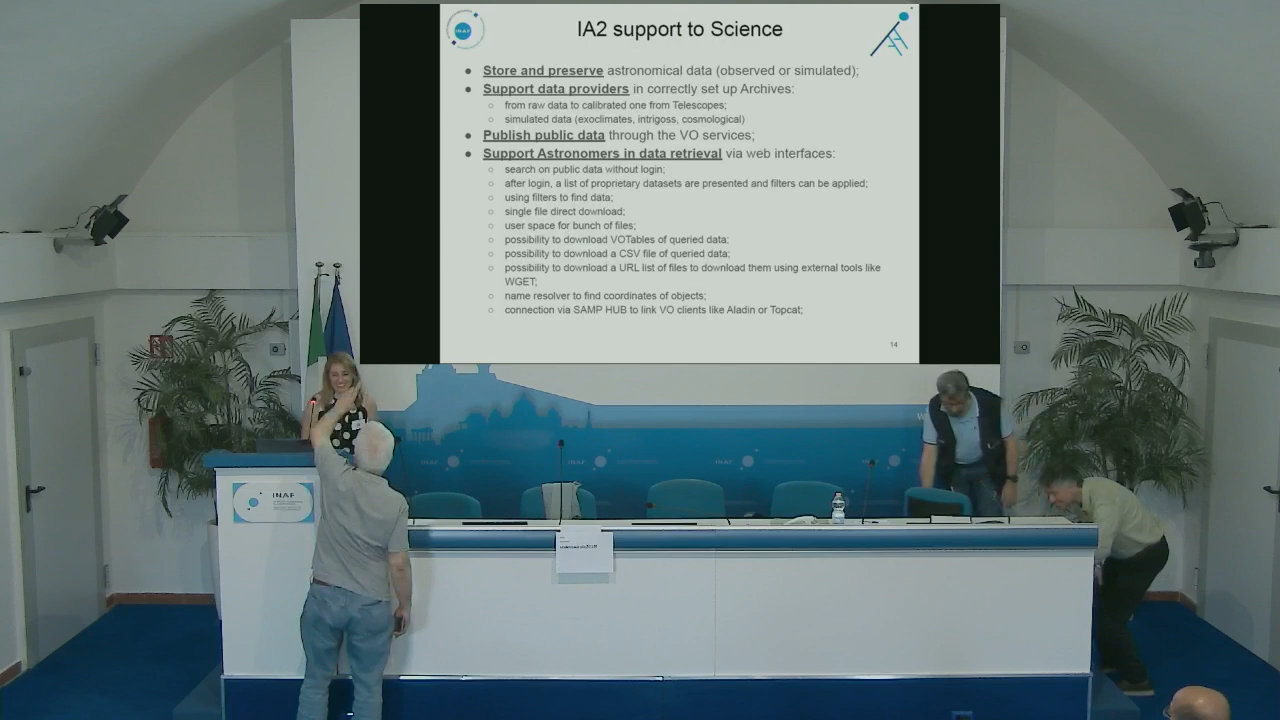 IA2 support to Science
INAF
● Store and preserve astronomical data (observed or simulated);
● Support data providers in correctly set up Archives:
○ from raw data to calibrated one from Telescopes;
○ simulated data (exoclimates, intrigoss, cosmological)
● Publish public data through the VO services;
● Support Astronomers in data retrieval via web interfaces:
○ search on public data without login;
○ after login, a list of proprietary datasets are presented and filters can be applied;
○ using filters to find data;
○ single file direct download;
○ user space for bunch of files;
○ possibility to download VOTables of queried data;
○ possibility to download a CSV file of queried data;
○ possibility to download a URL list of files to download them using external tools like
WGET;
○ name resolver to find coordinates of objects;
○ connection via SAMP HUB to link VO clients like Aladin or Topcat;
14
INAF